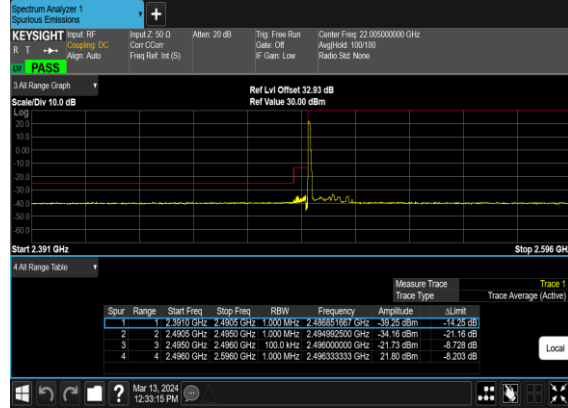 Spectrum Analyzer 1
Spurious Emissions
+
KEYSIGHT Input: RF Input Z: 50 Ω Atten: 20 dB Trig: Free Run Center Freq: 22.005000000 GHz
R T Coupling: DC Corr CCorr Gate: Off Avg|Hold: 100/100
Align: Auto Freq Ref: Int (S) IF Gain: Low Radio Std: None
LW PASS
3 All Range Graph
Ref Lvl Offset 32.93 dB
Scale/Div 10.0 dB Ref Value 30.00 dBm
Log
20.0
10.0
0.00
-10.0
-20.0
-30.0
-40.0
-50.0
-60.0
Start 2.391 GHz Stop 2.596 GH
4 All Range Table
Measure Trace Trace 1
Trace Type Trace Average (Active)
Spur Range Start Freq Stop Freq RBW Frequency Amplitude ΔLimit
1 1 2.3910 GHz 2.4905 GHz 1.000 MHz 2.486851667 GHz -39.25 dBm -14.25 dB
2 2 2.4905 GHz 2.4950 GHz 1.000 MHz 2.494992500 GHz -34.16 dBm -21.16 dB
3 3 2.4950 GHz 2.4960 GHz 100.0 kHz 2.496000000 GHz -21.73 dBm -8.728 dB
4 4 2.4960 GHz 2.5960 GHz 1.000 MHz 2.496333333 GHz 21.80 dBm -8.203 dB
Local
? Mar 13, 2024
12:33:15 PM